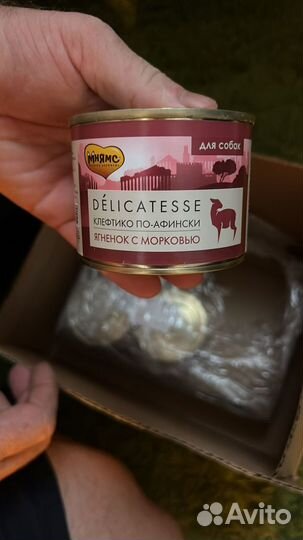 МНЯМС
для собак
DÉLICATESSE
КЛЕФТИКО ПО-АФИНСКИ
ЯГНЕНОК С МОРКОВЬЮ
Avito